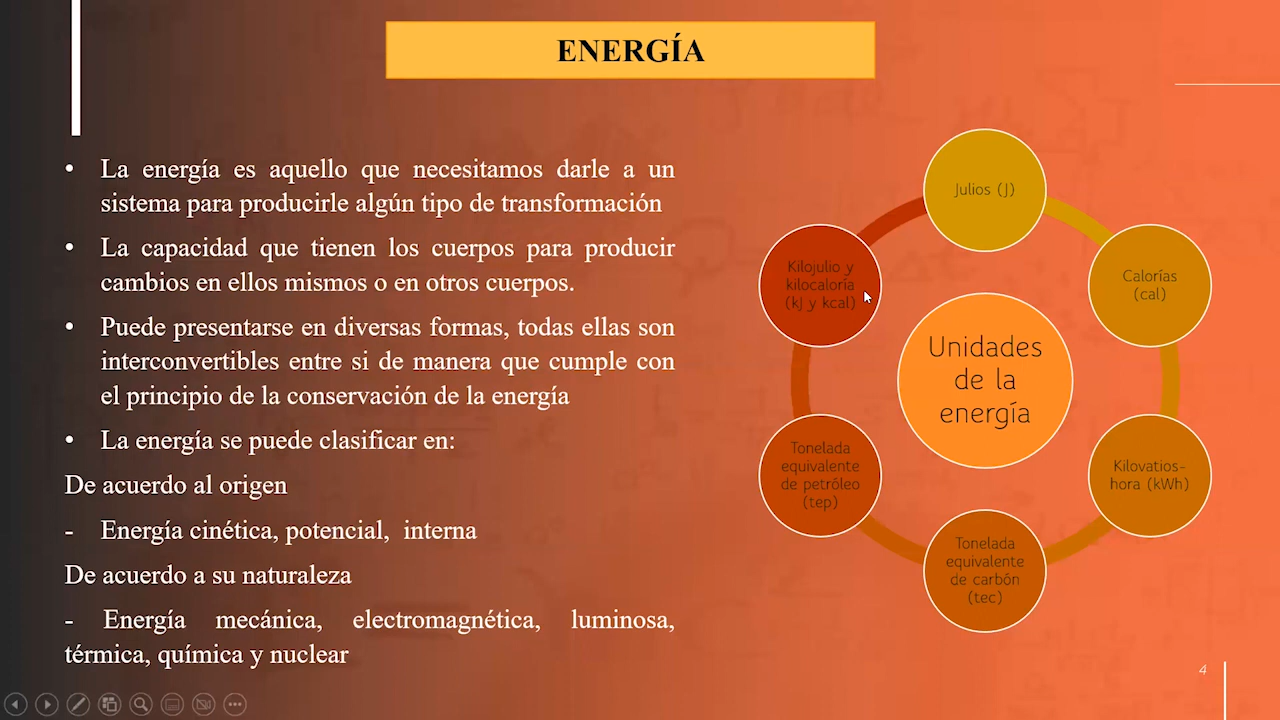 ENERGÍA
• La energía es aquello que necesitamos darle a un
sistema para producirle algún tipo de transformación
• La capacidad que tienen los cuerpos para producir
cambios en ellos mismos o en otros cuerpos.
• Puede presentarse en diversas formas, todas ellas son
interconvertibles entre si de manera que cumple con
el principio de la conservación de la energía
• La energía se puede clasificar en:
De acuerdo al origen
- Energía cinética, potencial, interna
De acuerdo a su naturaleza
- Energía mecánica, electromagnética, luminosa,
térmica, química y nuclear
Unidades
de la
energía
Julios (J)
Calorías
(cal)
Kilovatios-
hora (kWh)
Tonelada
equivalente
de carbón
(tec)
Tonelada
equivalente
de petróleo
(tep)
Kilojulio y
kilocaloría
(kJ y kcal)
4